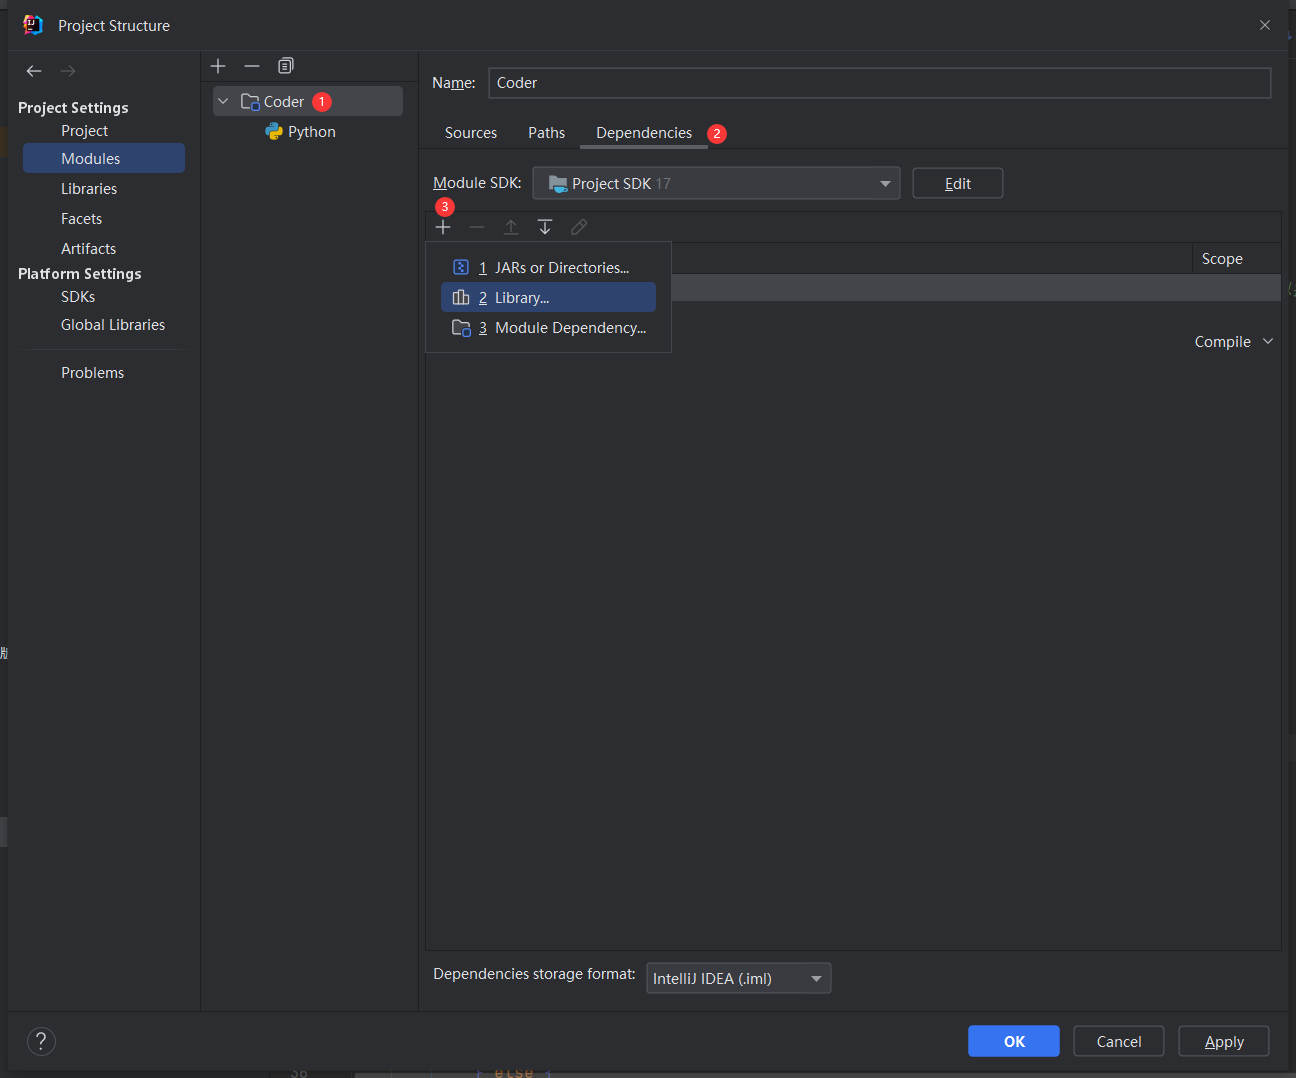 Project Structure
Project Settings
Project
Modules
Libraries
Facets
Artifacts
Platform Settings
SDKs
Global Libraries
Problems
Coder 1
Python
Name: Coder
Sources Paths Dependencies 2
Module SDK: Project SDK 17 Edit
3
Scope
1 JARs or Directories...
2 Library...
3 Module Dependency...
Compile
Dependencies storage format: IntelliJ IDEA (.iml)
? OK Cancel Apply
36 } else {